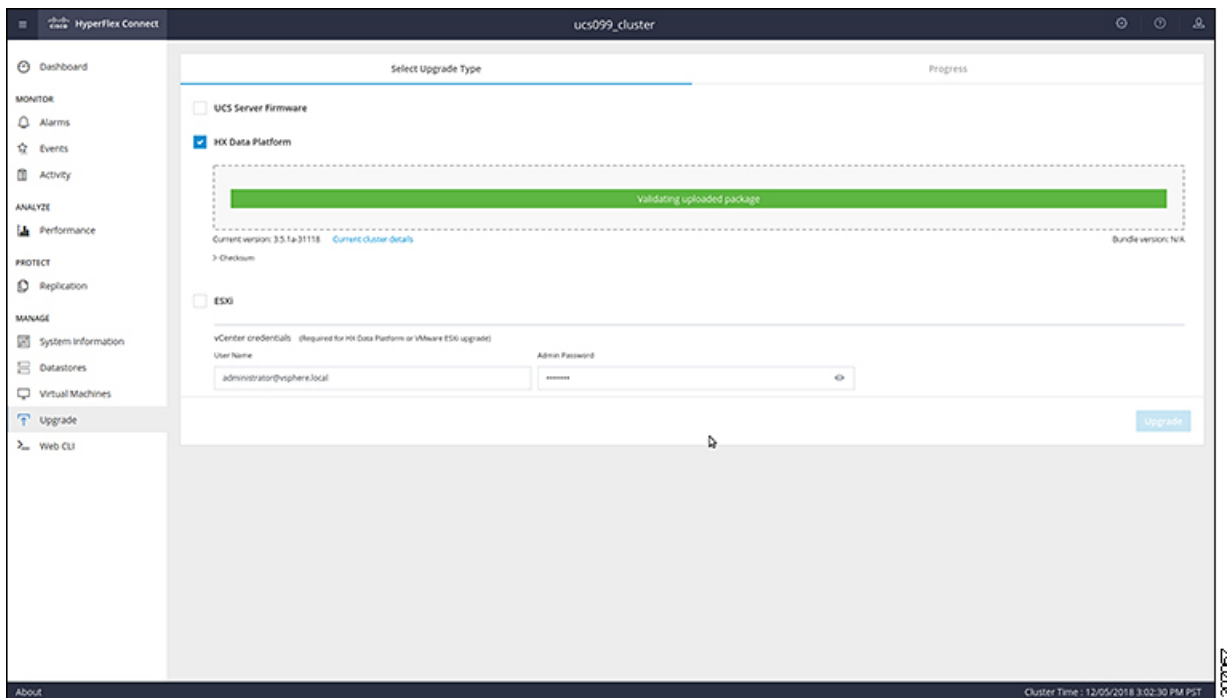 cisco HyperFlex Connect
ucs099_cluster
Dashboard
Select Upgrade Type
Progress
MONITOR
Alarms
Events
Activity
ANALYZE
Performance
PROTECT
Replication
MANAGE
System Information
Datastores
Virtual Machines
Upgrade
Web CLI
UCS Server Firmware
HX Data Platform
Validating uploaded package
Current version: 3.5.1a-31118 Current cluster details
Bundle version: N/A
> Checksum
ESXi
vCenter credentials (Required for HX Data Platform or VMware ESXi upgrade)
User Name
Admin Password
administrator@vsphere.local
•••••••
Upgrade
About
Cluster Time : 12/05/2018 3:02:30 PM PST